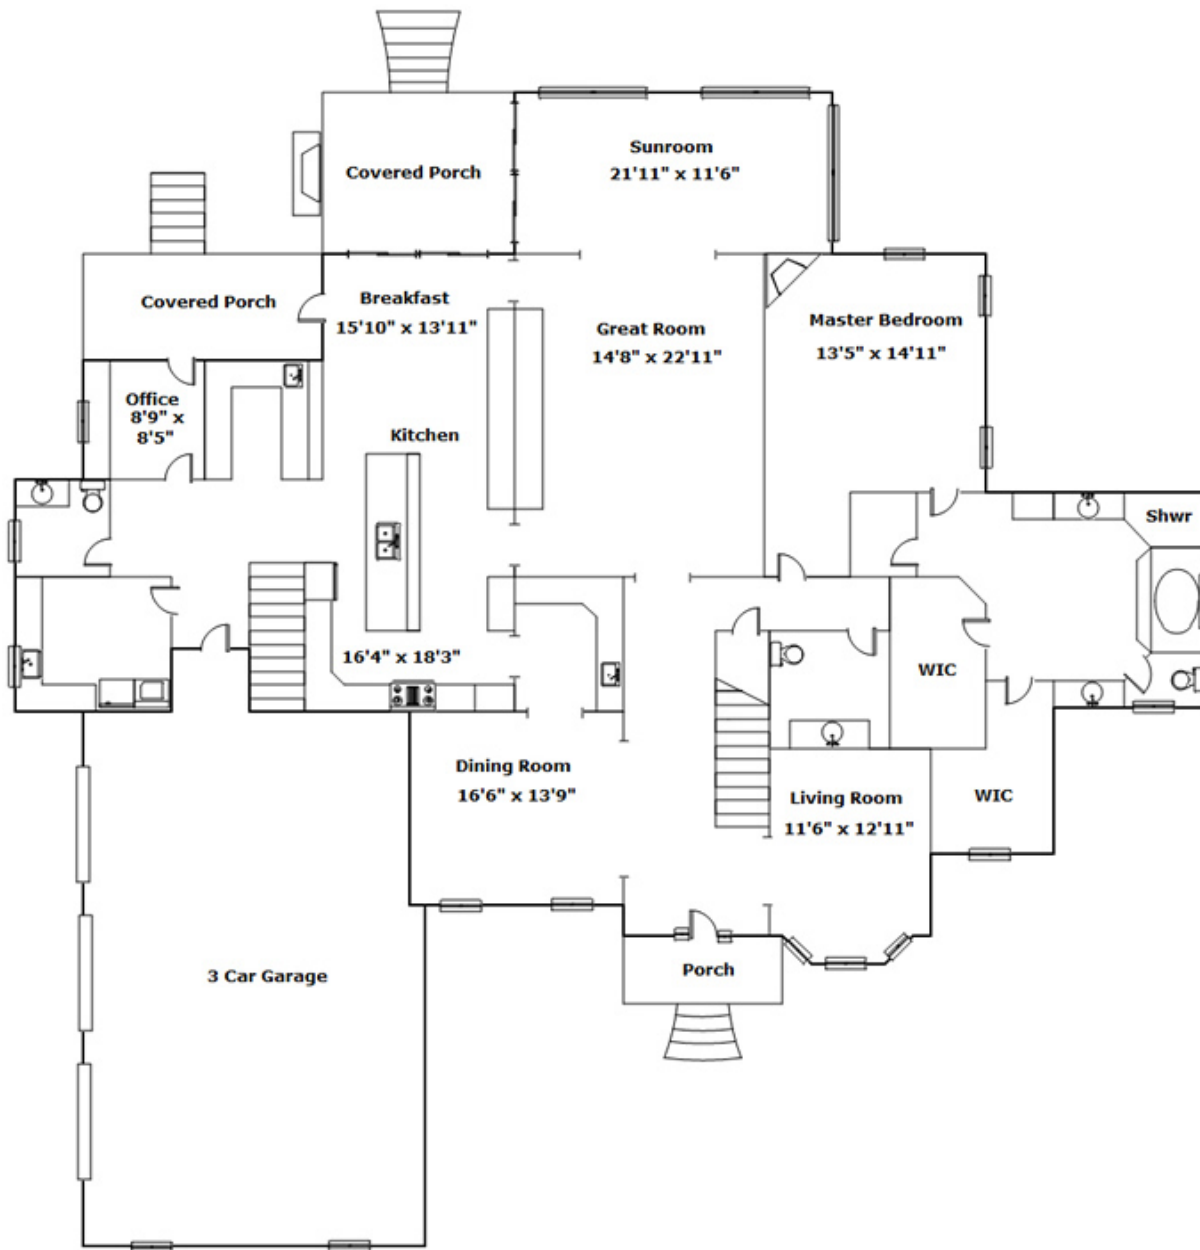 Sunroom
21'11" x 11'6"
Covered Porch
Covered Porch
Breakfast
15'10" x 13'11"
Great Room
14'8" x 22'11"
Master Bedroom
13'5" x 14'11"
Office
8'9" x
8'5"
Kitchen
Shwr
16'4" x 18'3"
WIC
Dining Room
16'6" x 13'9"
Living Room
11'6" x 12'11"
WIC
3 Car Garage
Porch